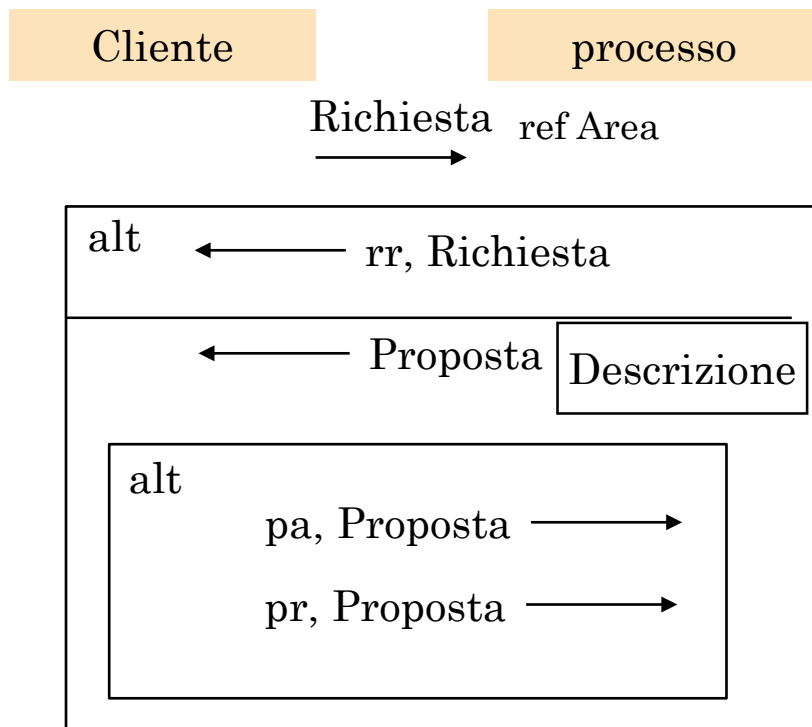 Cliente processo
Richiesta ref Area
alt rr, Richiesta
Proposta Descrizione
alt
pa, Proposta
pr, Proposta